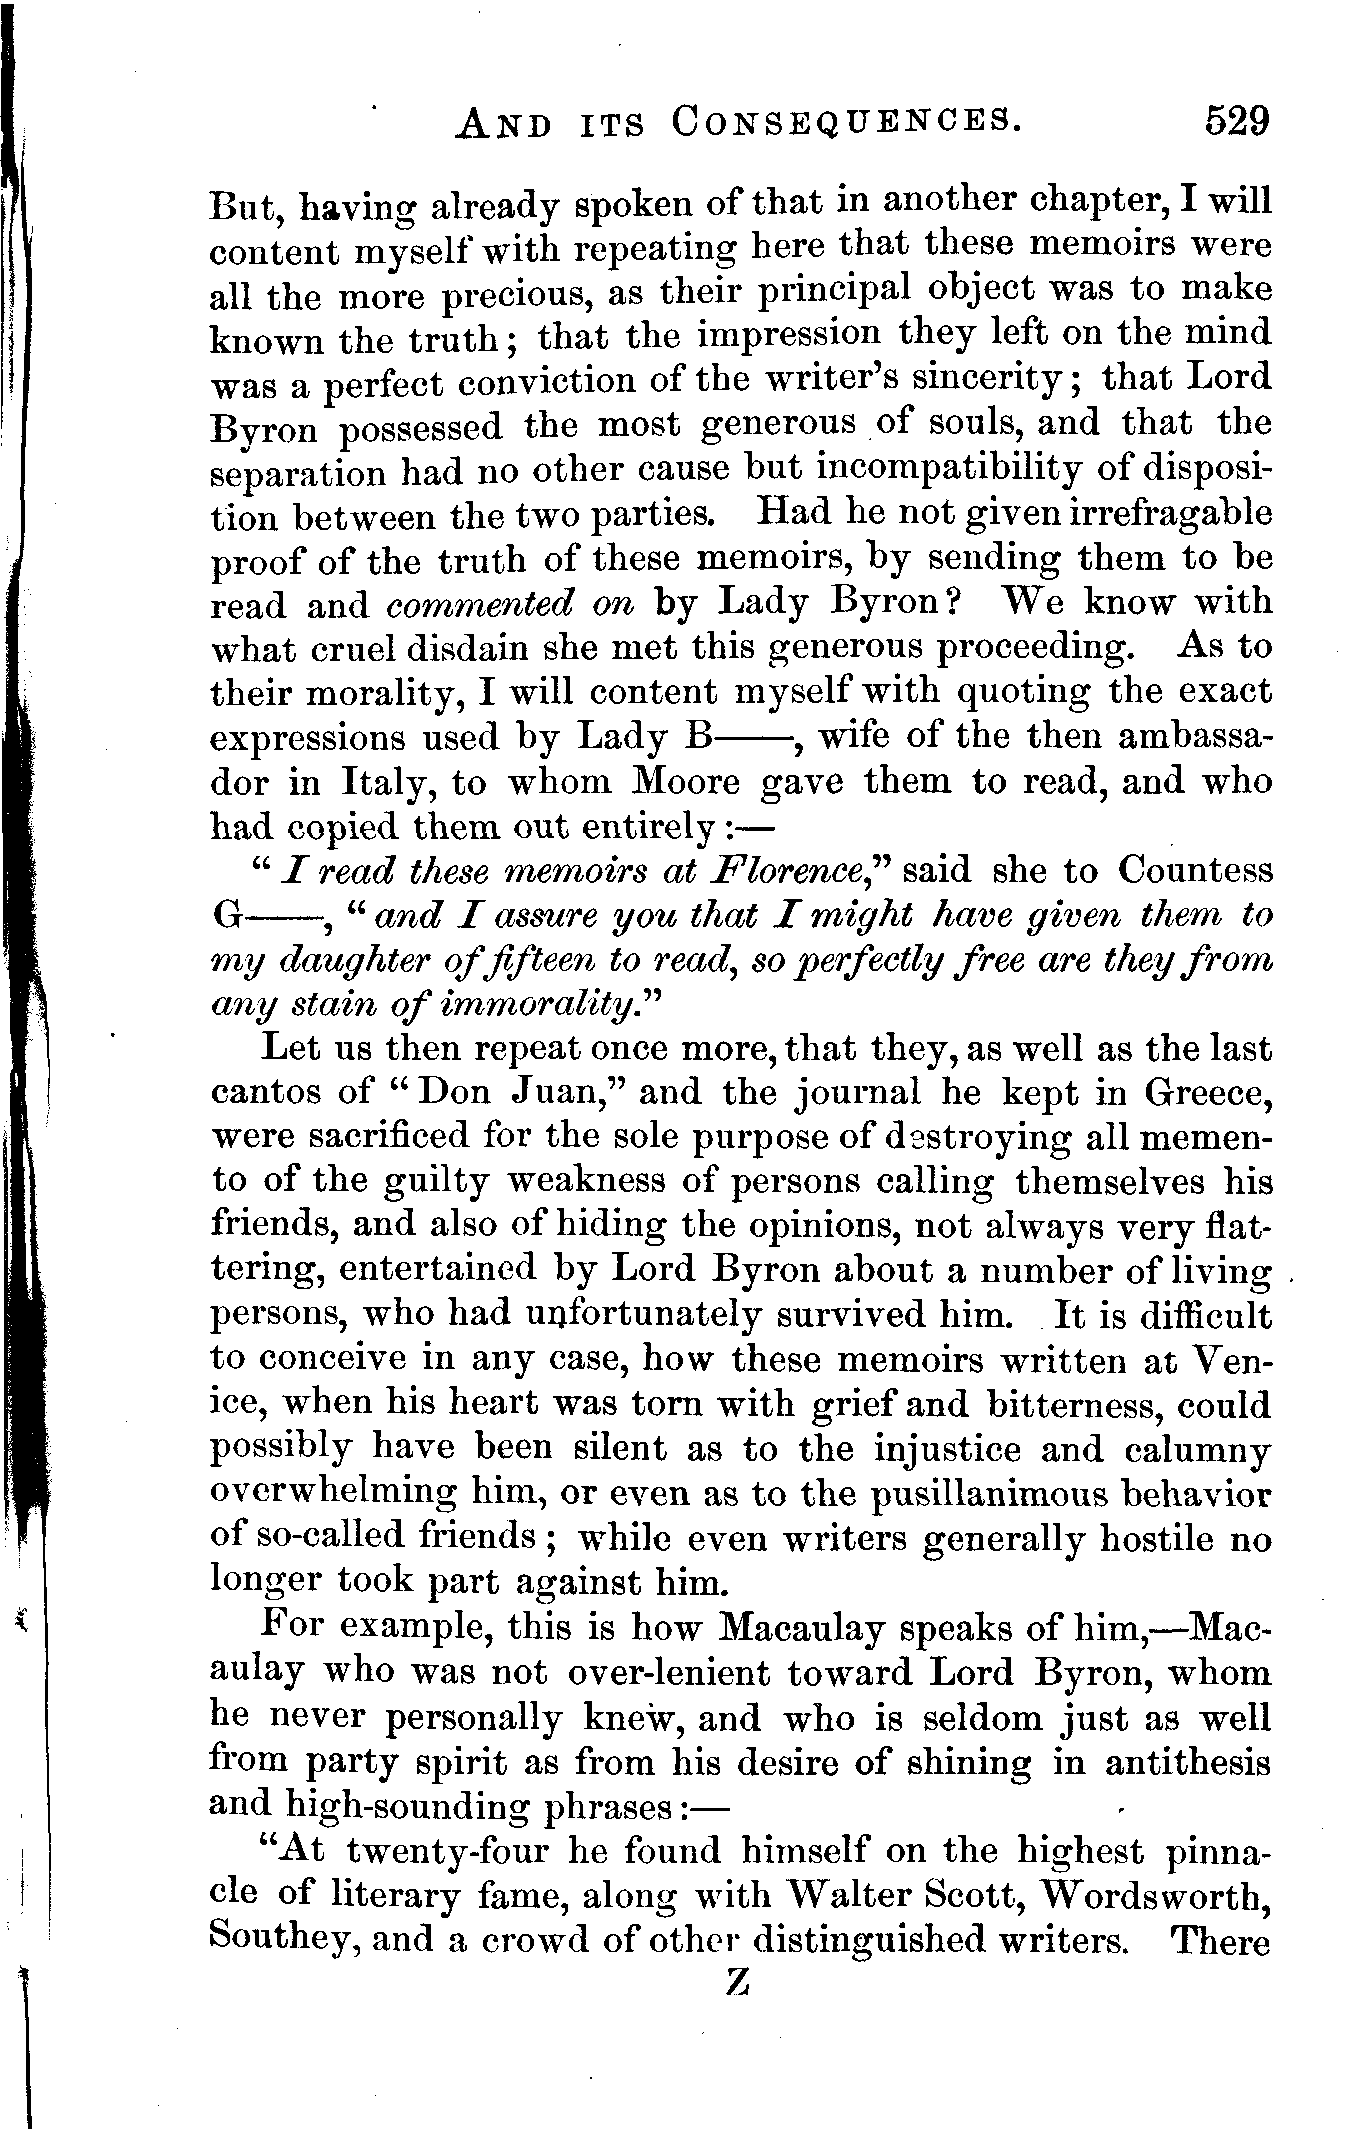 AND ITS CONSEQUENCES. 529
But, having already spoken of that in another chapter, I will
content myself with repeating here that these memoirs were
all the more precious, as their principal object was to make
known the truth; that the impression they left on the mind
was a perfect conviction of the writer's sincerity; that Lord
Byron possessed the most generous of souls, and that the
separation had no other cause but incompatibility of disposi-
tion between the two parties. Had he not given irrefragable
proof of the truth of these memoirs, by sending them to be
read and commented on by Lady Byron? We know with
what cruel disdain she met this generous proceeding. As to
their morality, I will content myself with quoting the exact
expressions used by Lady B——, wife of the then ambassa-
dor in Italy, to whom Moore gave them to read, and who
had copied them out entirely:—
"I read these memoirs at Florence," said she to Countess
G——, "and I assure you that I might have given them to
my daughter of fifteen to read, so perfectly free are they from
any stain of immorality."
Let us then repeat once more, that they, as well as the last
cantos of "Don Juan," and the journal he kept in Greece,
were sacrificed for the sole purpose of destroying all memen-
to of the guilty weakness of persons calling themselves his
friends, and also of hiding the opinions, not always very flat-
tering, entertained by Lord Byron about a number of living
persons, who had unfortunately survived him. It is difficult
to conceive in any case, how these memoirs written at Ven-
ice, when his heart was torn with grief and bitterness, could
possibly have been silent as to the injustice and calumny
overwhelming him, or even as to the pusillanimous behavior
of so-called friends; while even writers generally hostile no
longer took part against him.
For example, this is how Macaulay speaks of him,—Mac-
aulay who was not over-lenient toward Lord Byron, whom
he never personally knew, and who is seldom just as well
from party spirit as from his desire of shining in antithesis
and high-sounding phrases:—
"At twenty-four he found himself on the highest pinna-
cle of literary fame, along with Walter Scott, Wordsworth,
Southey, and a crowd of other distinguished writers. There
Z